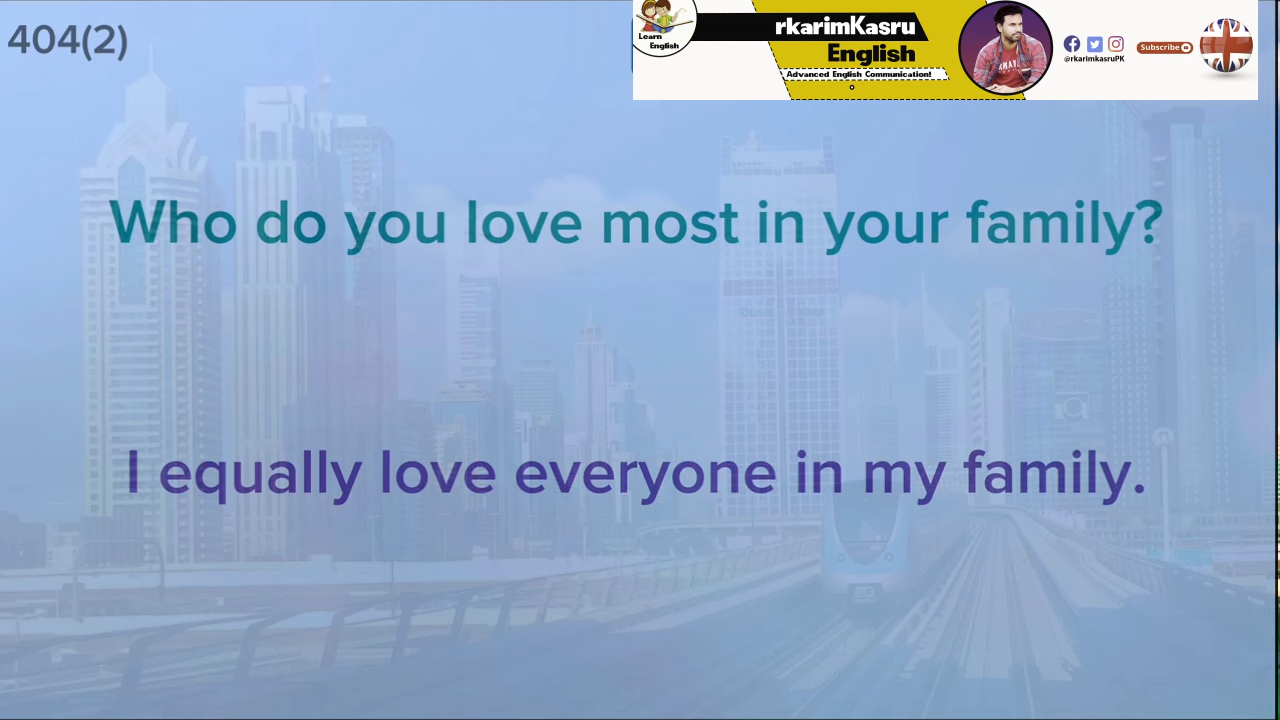 404(2)
Learn
English
rkarimKasru
English
Advanced English Communication!
@rkarimkasruPK
Subscribe
Who do you love most in your family?
I equally love everyone in my family.